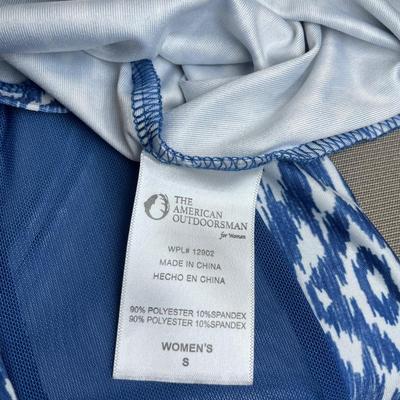 THE
AMERICAN
OUTDOORSMAN
for Women
WPL# 12902
MADE IN CHINA
HECHO EN CHINA
90% POLYESTER 10%SPANDEX
90% POLYESTER 10%SPANDEX
WOMEN'S
S